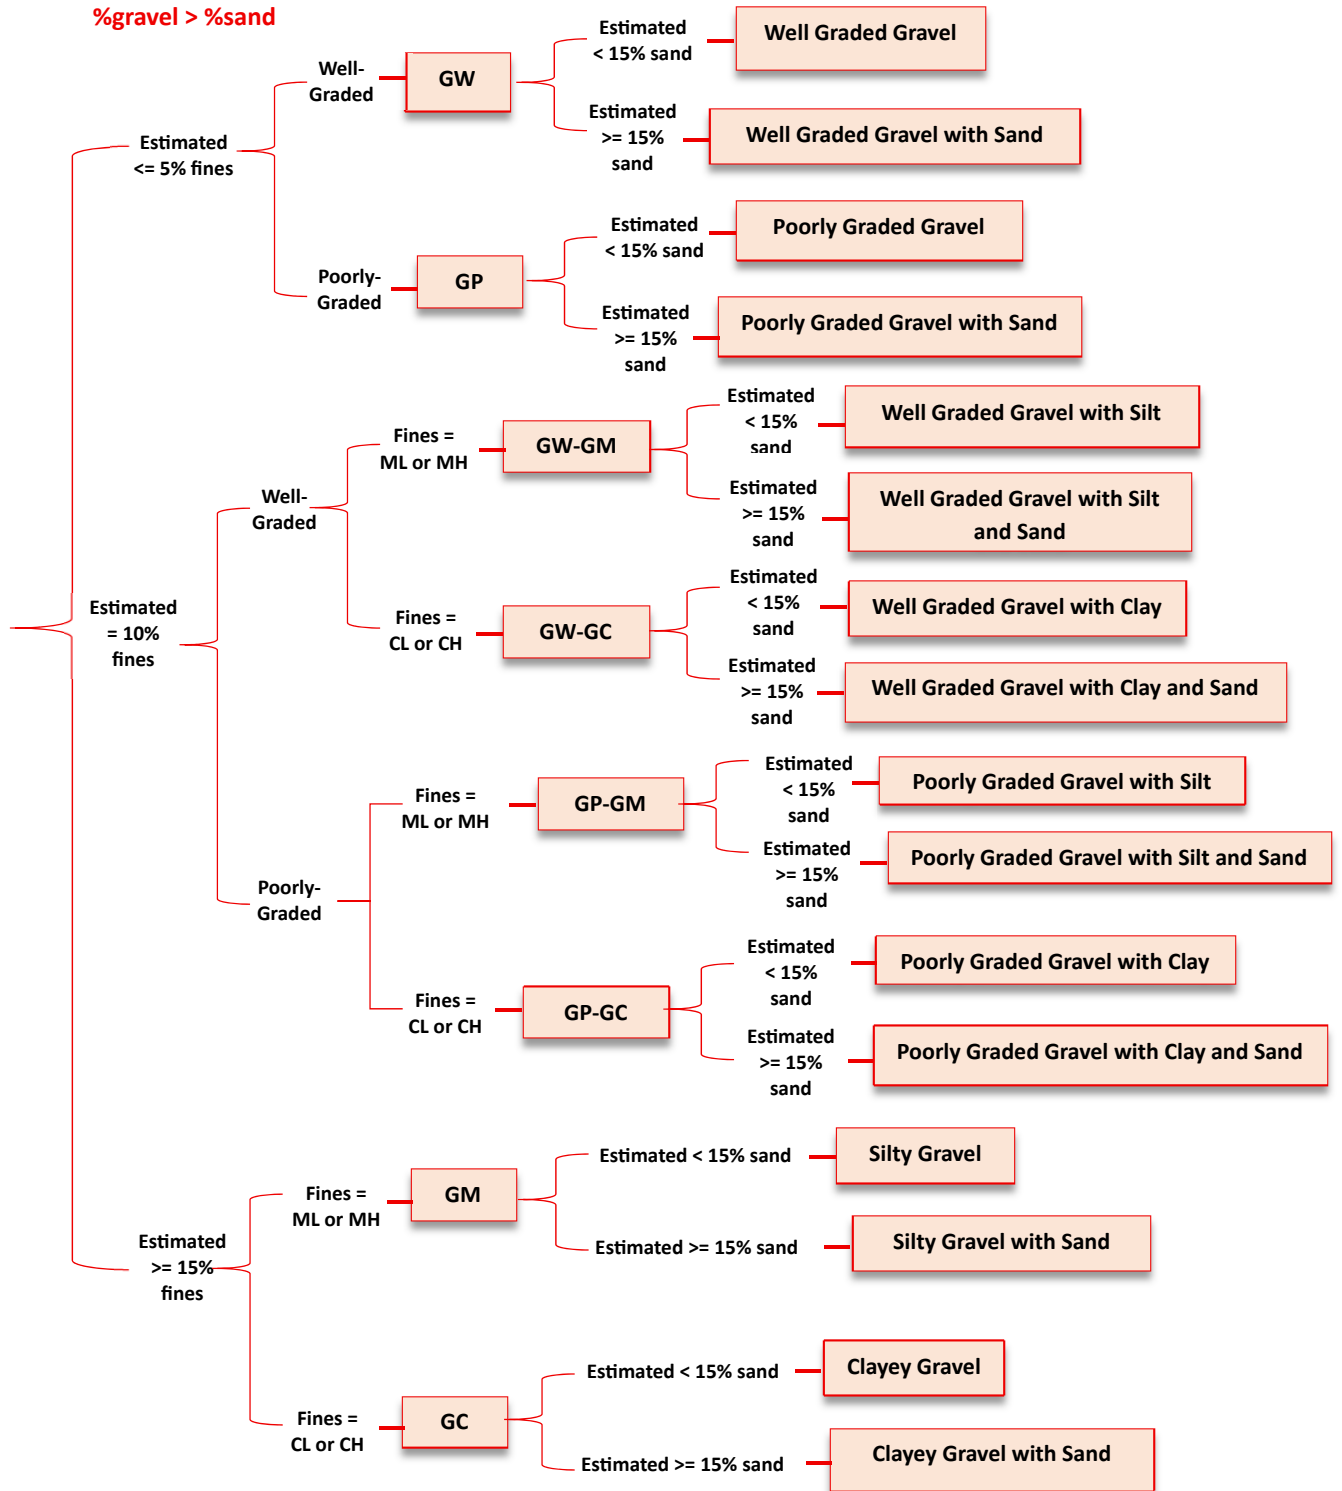 %gravel > %sand
Estimated
<= 5% fines
Well-
Graded
GW
Estimated
< 15% sand
Well Graded Gravel
Estimated
>= 15%
sand
Well Graded Gravel with Sand
Poorly-
Graded
GP
Estimated
< 15% sand
Poorly Graded Gravel
Estimated
>= 15%
sand
Poorly Graded Gravel with Sand
Estimated
= 10%
fines
Well-
Graded
Fines =
ML or MH
GW-GM
Estimated
< 15%
sand
Well Graded Gravel with Silt
Estimated
>= 15%
sand
Well Graded Gravel with Silt
and Sand
Fines =
CL or CH
GW-GC
Estimated
< 15%
sand
Well Graded Gravel with Clay
Estimated
>= 15%
sand
Well Graded Gravel with Clay and Sand
Poorly-
Graded
Fines =
ML or MH
GP-GM
Estimated
< 15%
sand
Poorly Graded Gravel with Silt
Estimated
>= 15%
sand
Poorly Graded Gravel with Silt and Sand
Fines =
CL or CH
GP-GC
Estimated
< 15%
sand
Poorly Graded Gravel with Clay
Estimated
>= 15%
sand
Poorly Graded Gravel with Clay and Sand
Estimated
>= 15%
fines
Fines =
ML or MH
GM
Estimated < 15% sand
Silty Gravel
Estimated >= 15% sand
Silty Gravel with Sand
Fines =
CL or CH
GC
Estimated < 15% sand
Clayey Gravel
Estimated >= 15% sand
Clayey Gravel with Sand